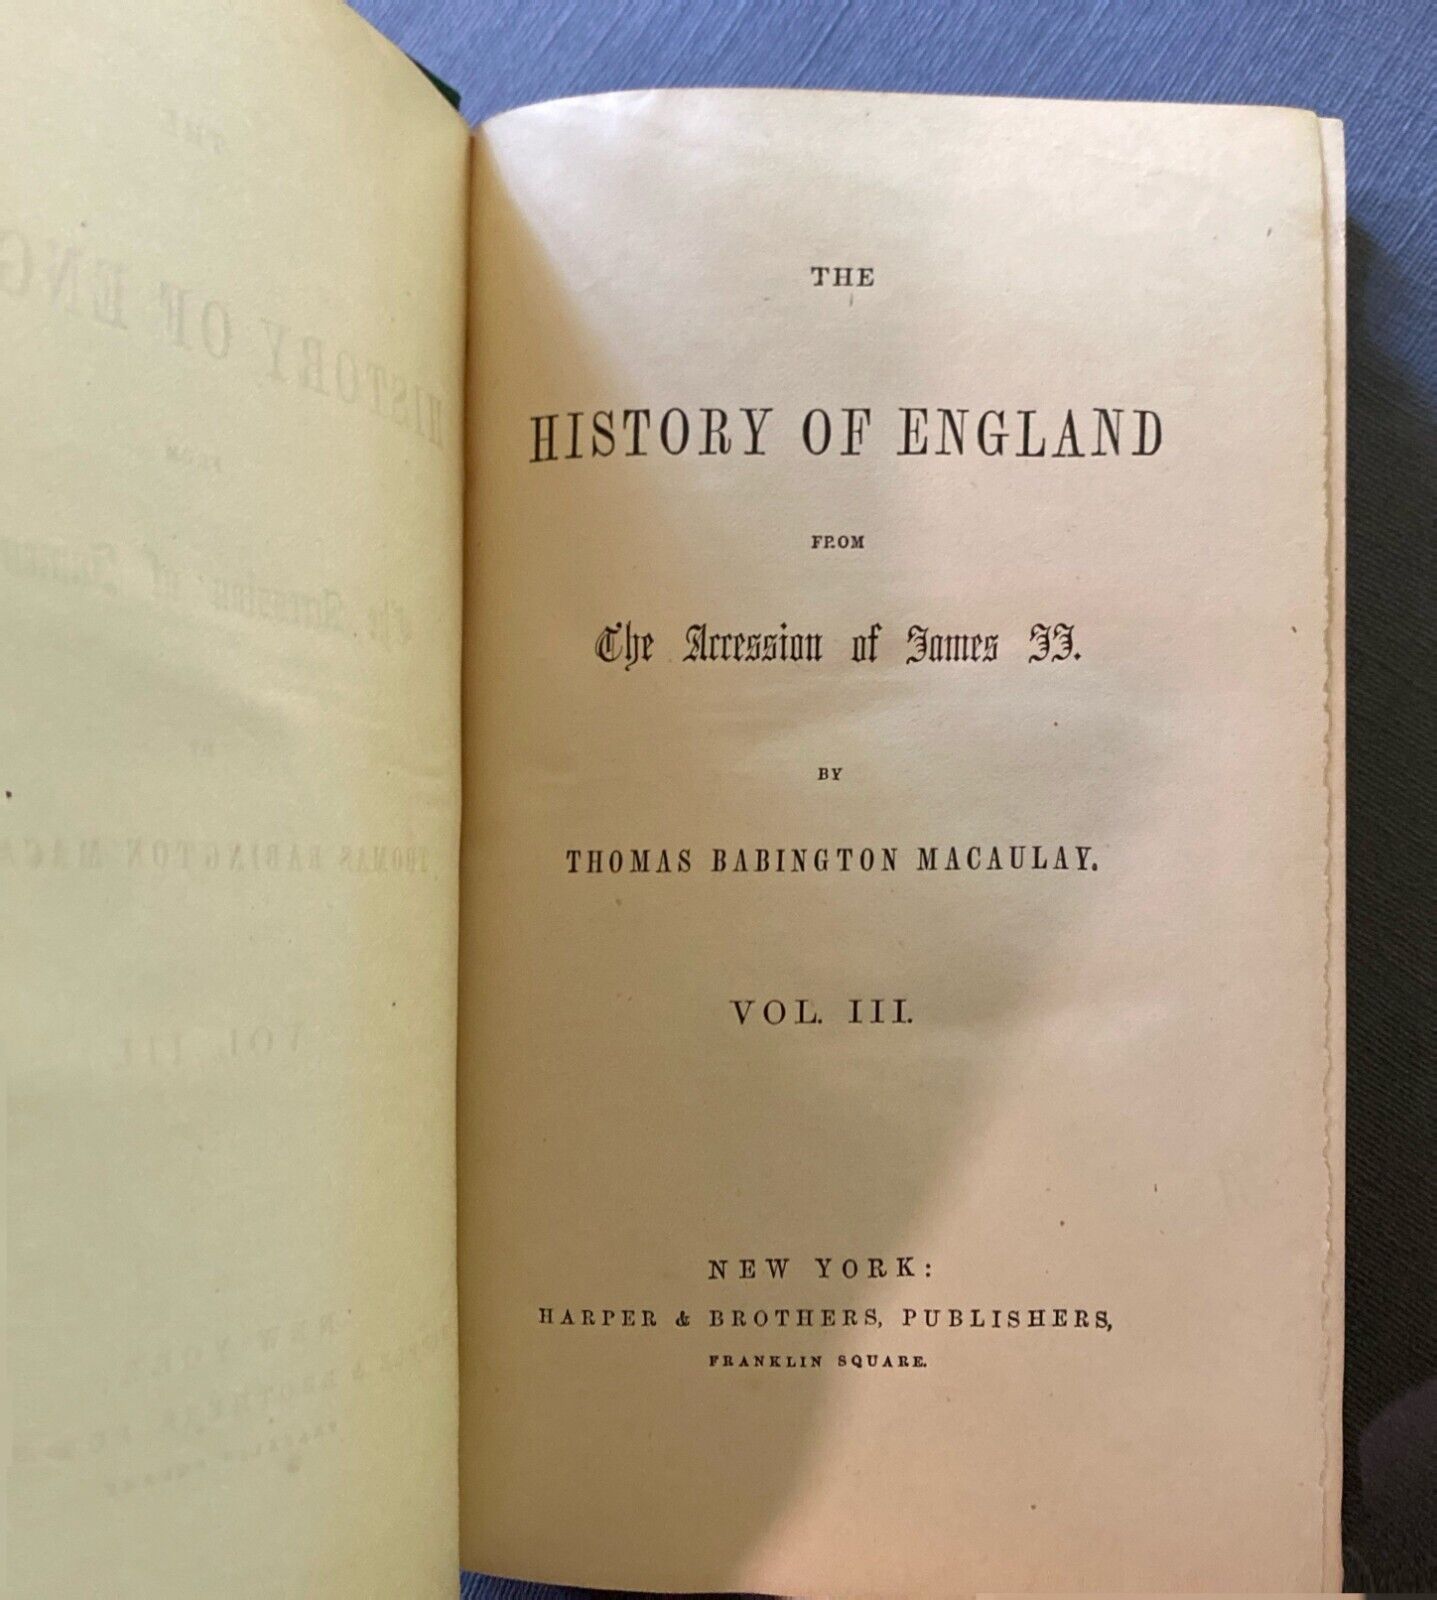 THE
HISTORY OF ENGLAND
FROM
The Accession of James II.
BY
THOMAS BABINGTON MACAULAY.
VOL. III.
NEW YORK:
HARPER & BROTHERS, PUBLISHERS,
FRANKLIN SQUARE.